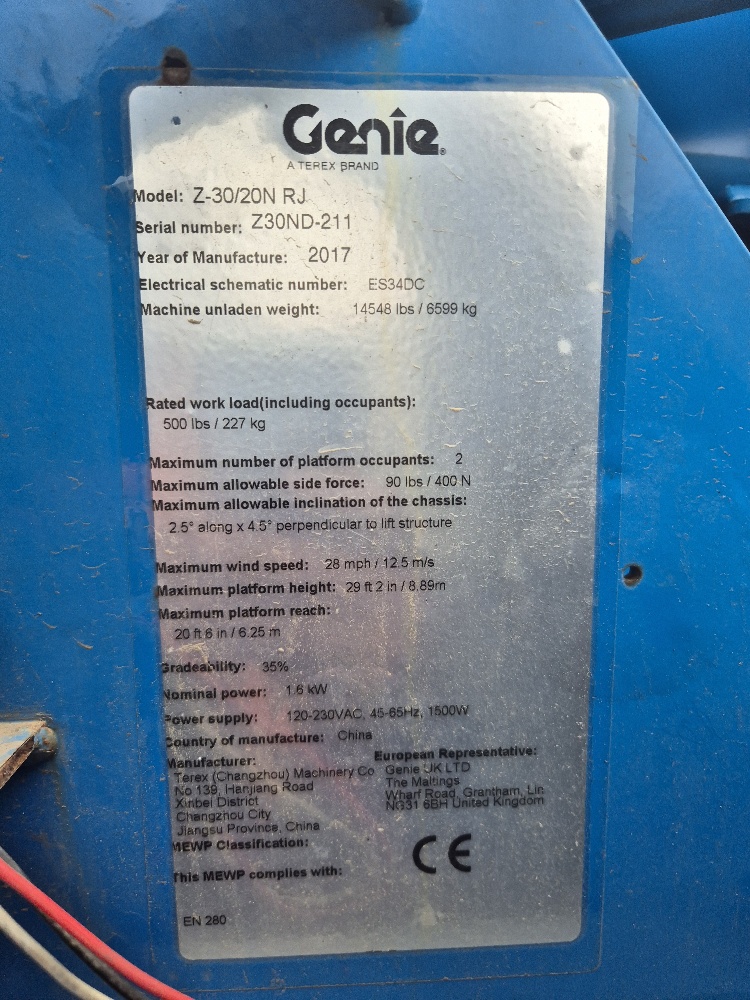 Genie®
A TEREX BRAND
Model: Z-30/20N RJ
Serial number: Z30ND-211
Year of Manufacture: 2017
Electrical schematic number: ES34DC
Machine unladen weight: 14548 lbs / 6599 kg
Rated work load(including occupants):
500 lbs / 227 kg
Maximum number of platform occupants: 2
Maximum allowable side force: 90 lbs / 400 N
Maximum allowable inclination of the chassis:
2.5° along x 4.5° perpendicular to lift structure
Maximum wind speed: 28 mph / 12.5 m/s
Maximum platform height: 29 ft 2 in / 8.89m
Maximum platform reach:
20 ft 6 in / 6.25 m
Gradeability: 35%
Nominal power: 1.6 kW
Power supply: 120-230VAC, 45-65Hz, 1500W
Country of manufacture: China
Manufacturer:
Terex (Changzhou) Machinery Co
No 139, Hanjiang Road
Xinbei District
Changzhou City
Jiangsu Province, China
European Representative:
Genie UK LTD
The Maltings
Wharf Road, Grantham, Lin
NG31 6BH United Kingdom
MEWP Classification:
CE
This MEWP complies with:
EN 280